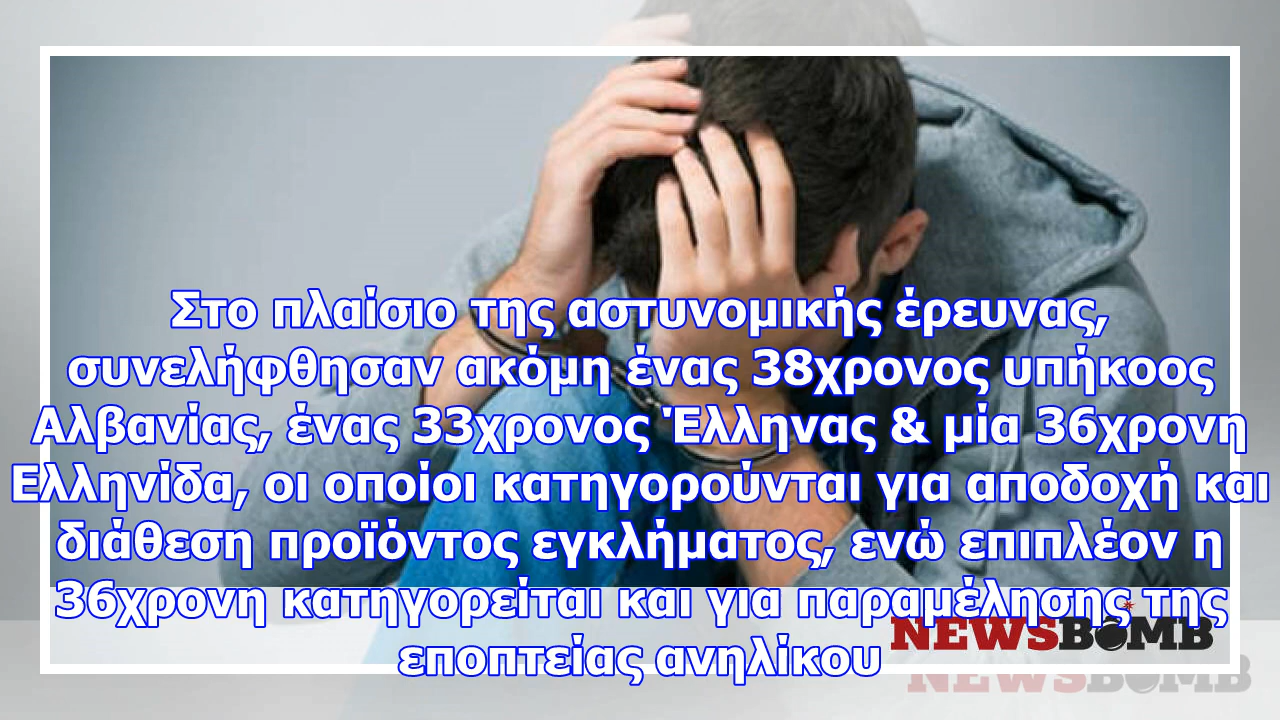 Στο πλαίσιο της αστυνομικής έρευνας,
συνελήφθησαν ακόμη ένας 38χρονος υπήκοος
Αλβανίας, ένας 33χρονος Έλληνας & μία 36χρονη
Ελληνίδα, οι οποίοι κατηγορούνται για αποδοχή και
διάθεση προϊόντος εγκλήματος, ενώ επιπλέον η
36χρονη κατηγορείται και για παραμέλησης της
εποπτείας ανηλίκου
NEWSBOMB
NEWSBOMB